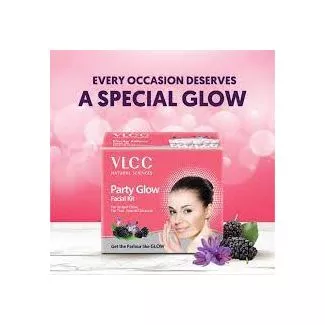 EVERY OCCASION DESERVES
A SPECIAL GLOW
VLCC
NATURAL SCIENCES
Party Glow
Facial Kit
Get the Parlour like GLOW